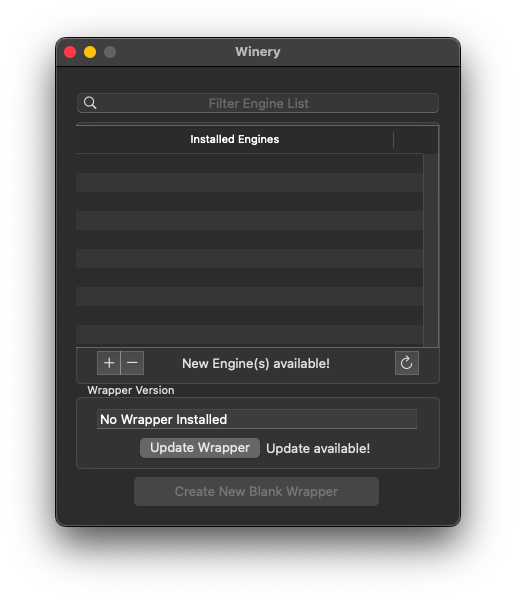 Winery
Filter Engine List
Installed Engines
New Engine(s) available!
Wrapper Version
No Wrapper Installed
Update Wrapper Update available!
Create New Blank Wrapper